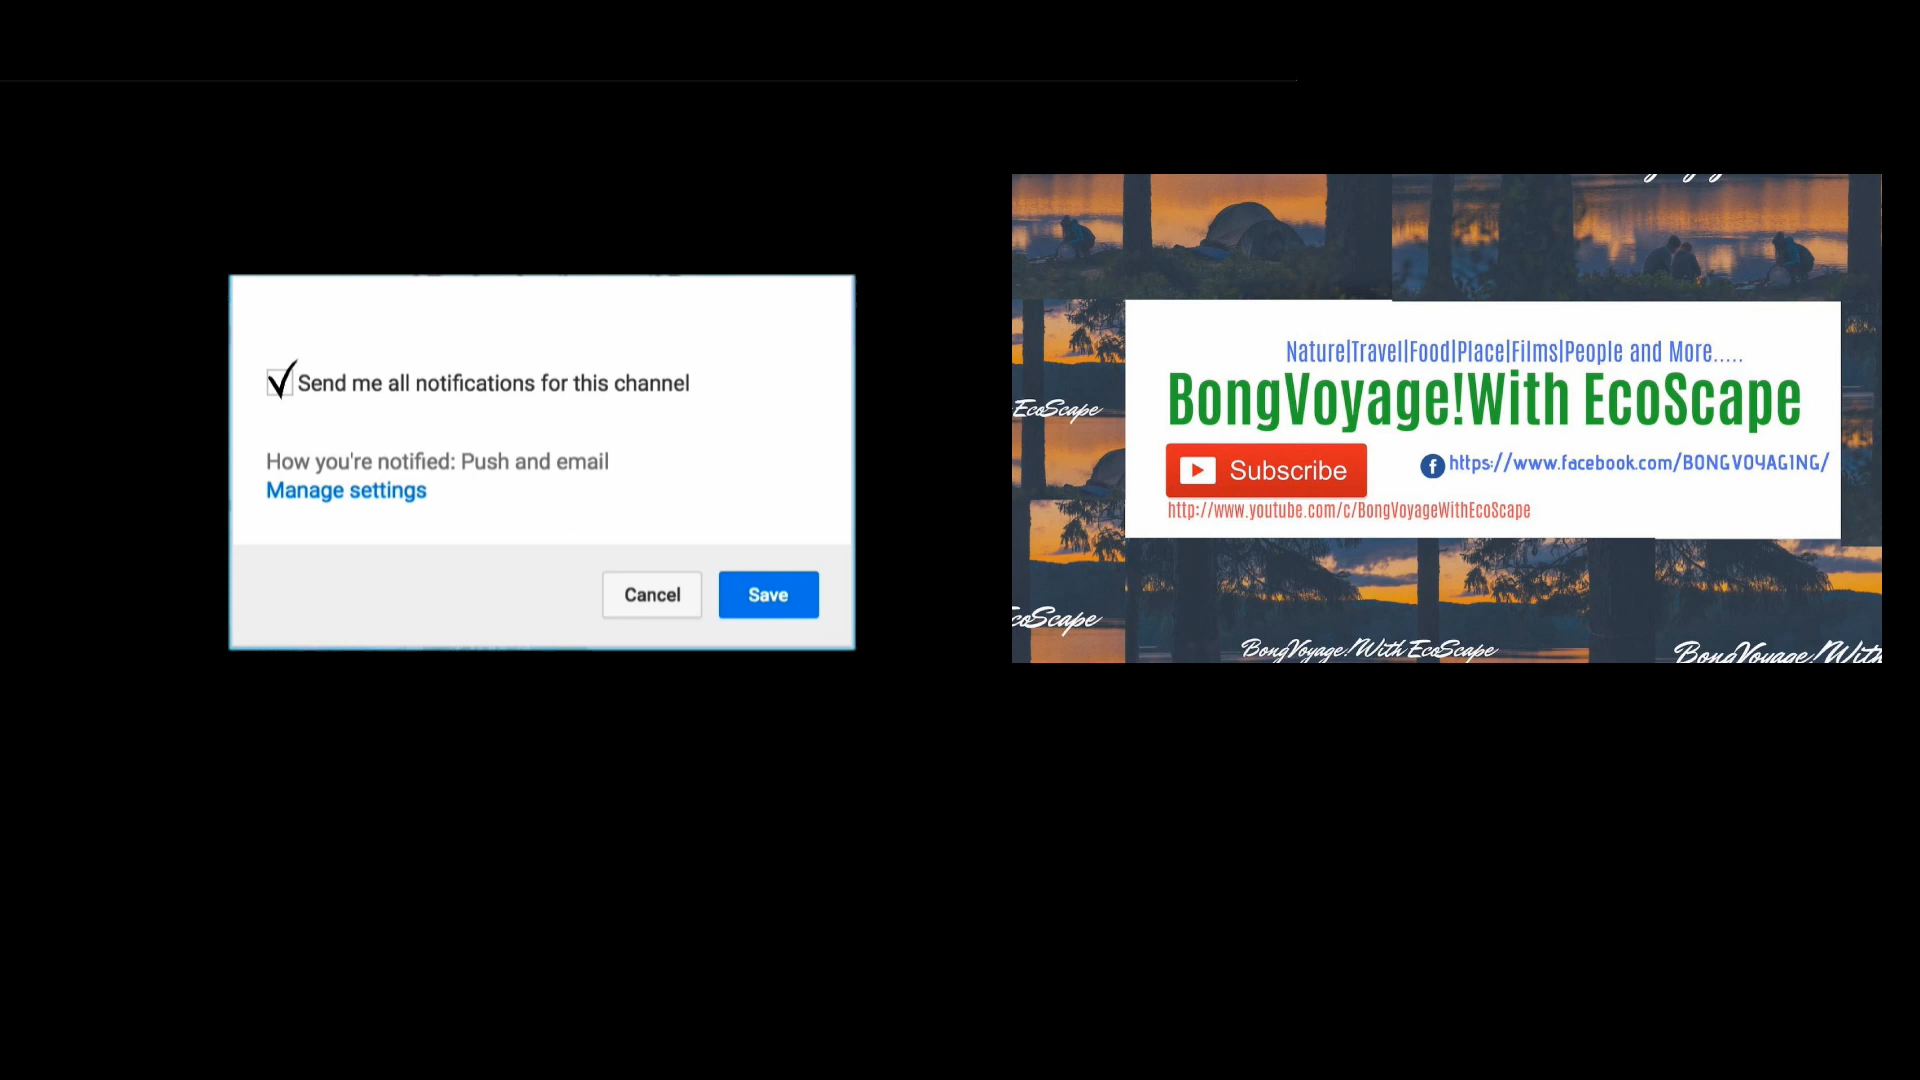 Send me all notifications for this channel
How you're notified: Push and email
Manage settings
Cancel
Save
Nature|Travel|Food|Place|Films|People and More.....
BongVoyage!With EcoScape
Subscribe
https://www.facebook.com/BONGVOYAGING/
http://www.youtube.com/c/BongVoyageWithEcoScape
EcoScape
coScape
BongVoyage!With EcoScape
BongVoyage!With